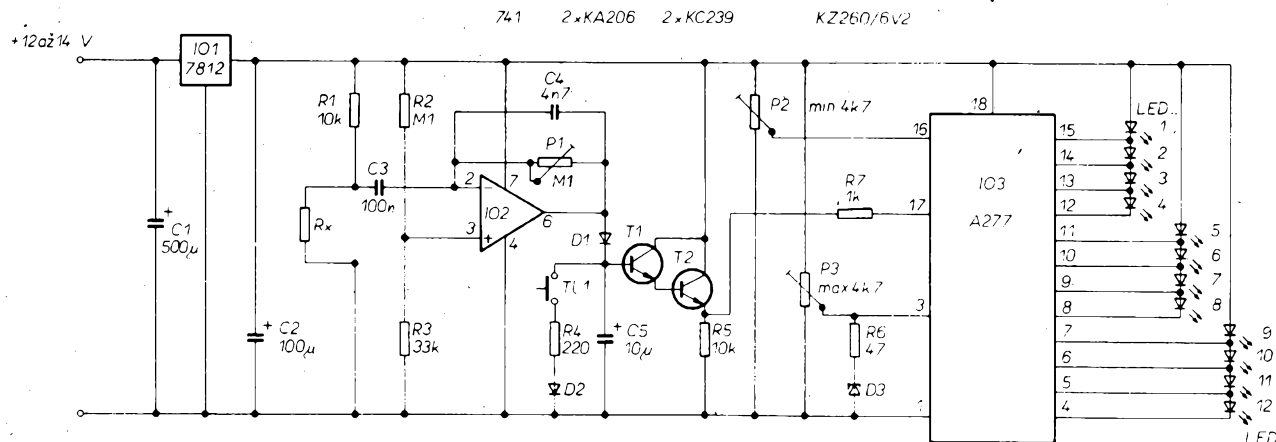 741 2×KA206 2×KC239 KZ260/6V2
+12až14 V
IO1
7812
R1
10k
R2
M1
C4
4n7
P1
M1
P2 min 4k7
18
16
LED
15
1
14
2
13
3
12
4
C3
100n
2
7
IO2
6
3
4
−
+
Rx
R7
1k
17
IO3
A277
11
5
10
6
9
7
8
8
+
C1
500µ
D1
T1
T2
Tl.1
P3
max 4k7
3
+
C2
100µ
R3
33k
R4
220
+
C5
10µ
R5
10k
R6
47
D2
D3
7
9
6
10
5
11
4
12
1
LED